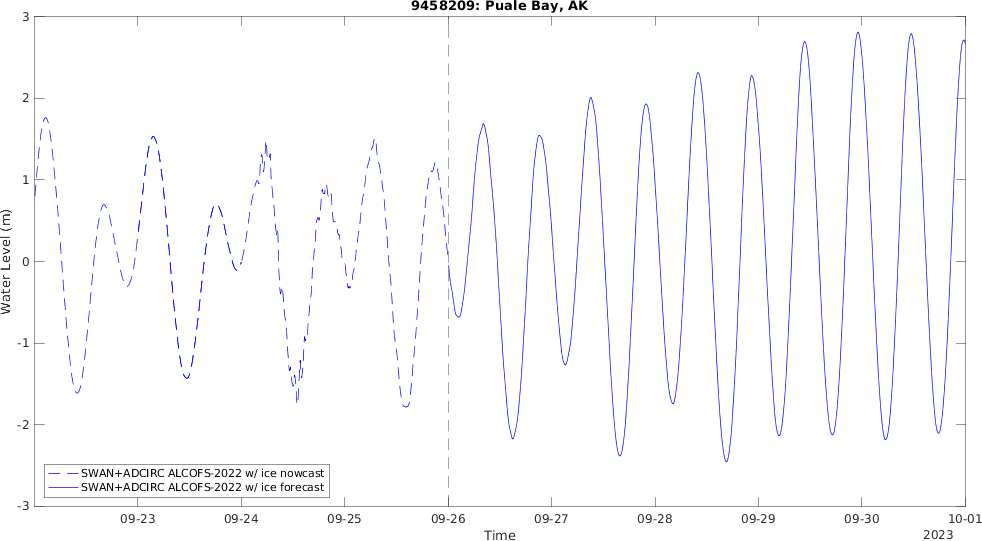 9458209: Puale Bay, AK
3
2
1
0
-1
-2
-3
Water Level (m)
SWAN+ADCIRC ALCOFS-2022 w/ ice nowcast
SWAN+ADCIRC ALCOFS-2022 w/ ice forecast
09-23 09-24 09-25 09-26 09-27 09-28 09-29 09-30 10-01
Time
2023